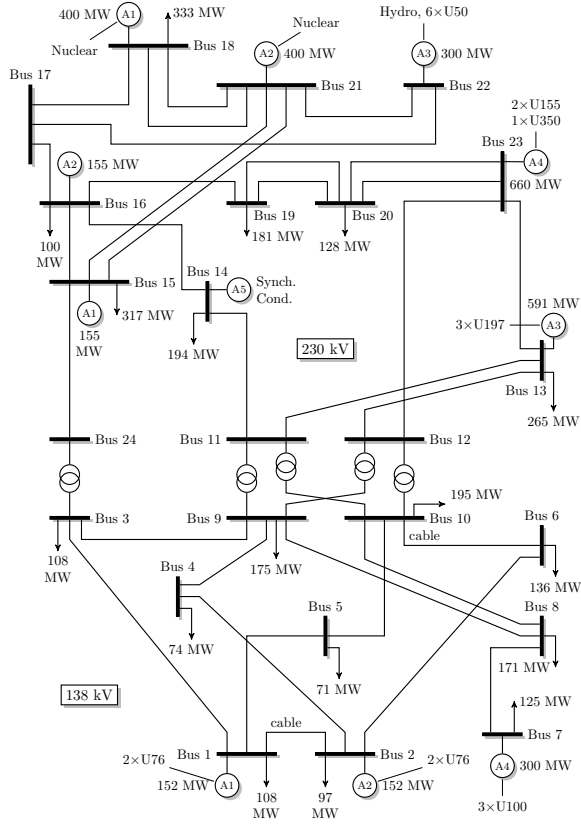 400 MW
A1
333 MW
Nuclear
Bus 18
Nuclear
A2
400 MW
Bus 21
Hydro, 6×U50
A3
300 MW
Bus 22
Bus 17
2×U155
1×U350
Bus 23
A4
660 MW
A2
155 MW
Bus 16
100
MW
Bus 19
181 MW
Bus 20
128 MW
Bus 15
A1
155
MW
317 MW
Bus 14
A5
Synch.
Cond.
194 MW
230 kV
591 MW
3×U197
A3
Bus 13
265 MW
Bus 24
Bus 11
Bus 12
Bus 3
108
MW
Bus 9
175 MW
195 MW
Bus 10
cable
Bus 6
136 MW
Bus 4
74 MW
Bus 5
71 MW
Bus 8
171 MW
138 kV
125 MW
Bus 7
A4
300 MW
3×U100
cable
Bus 1
2×U76
152 MW
A1
108
MW
Bus 2
97
MW
A2
2×U76
152 MW